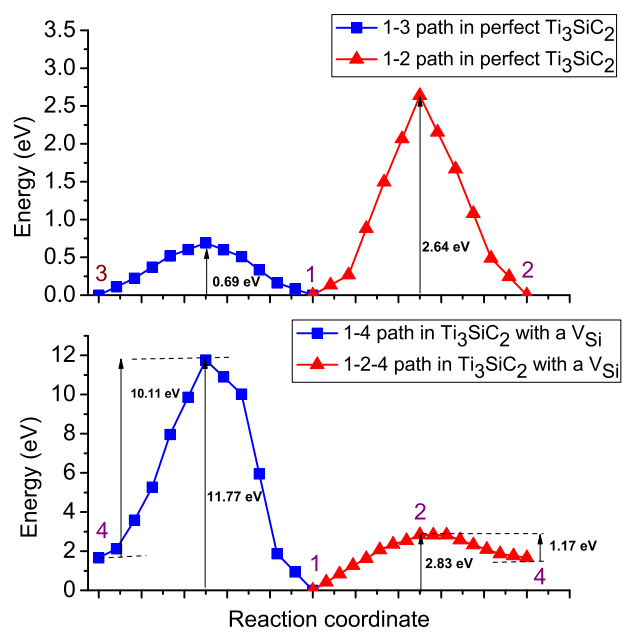 1-3 path in perfect Ti3SiC2
1-2 path in perfect Ti3SiC2
Energy (eV)
3.5
3.0
2.5
2.0
1.5
1.0
0.5
0.0
3
0.69 eV
1
2.64 eV
2
1-4 path in Ti3SiC2 with a VSi
1-2-4 path in Ti3SiC2 with a VSi
Energy (eV)
12
10
8
6
4
2
0
10.11 eV
4
11.77 eV
1
2
2.83 eV
1.17 eV
4
Reaction coordinate